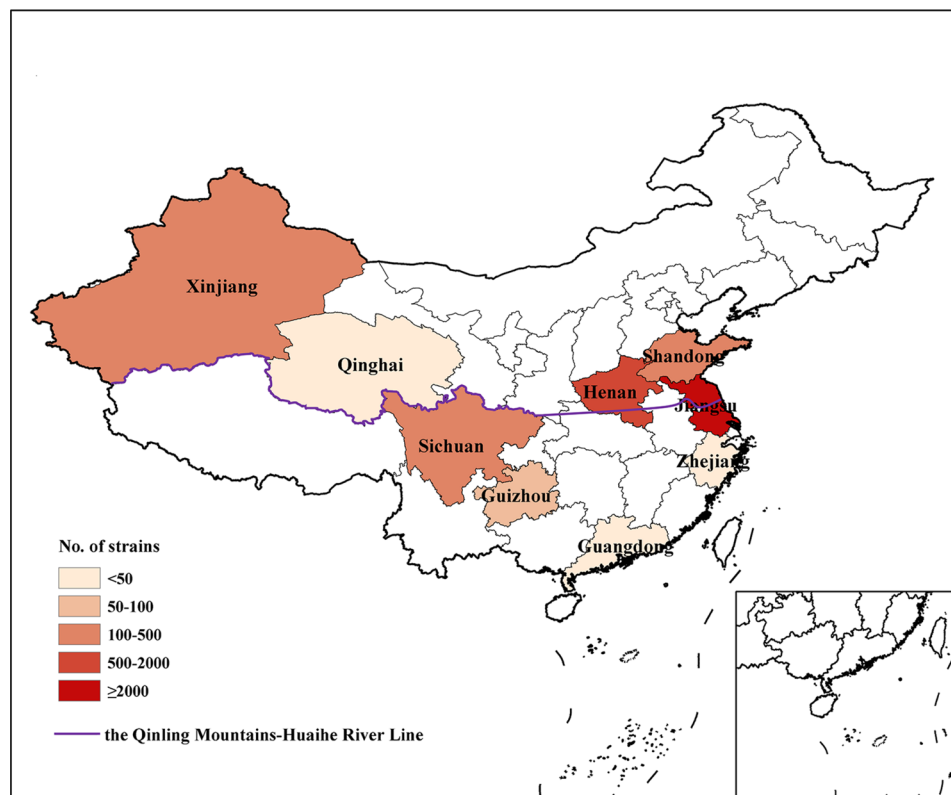 Xinjiang
Qinghai
Shandong
Henan
Jiangsu
Sichuan
Zhejiang
Guizhou
Guangdong
No. of strains
<50
50-100
100-500
500-2000
≥2000
the Qinling Mountains-Huaihe River Line